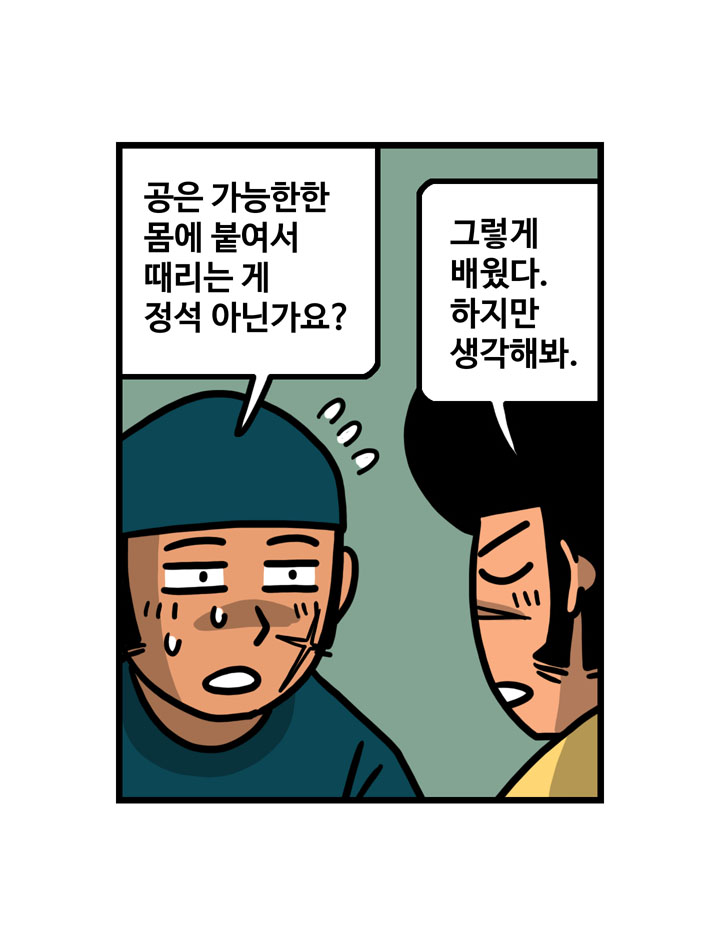 공은 가능한한
몸에 붙여서
때리는 게
정석 아닌가요?
그렇게
배웠다.
하지만
생각해봐.